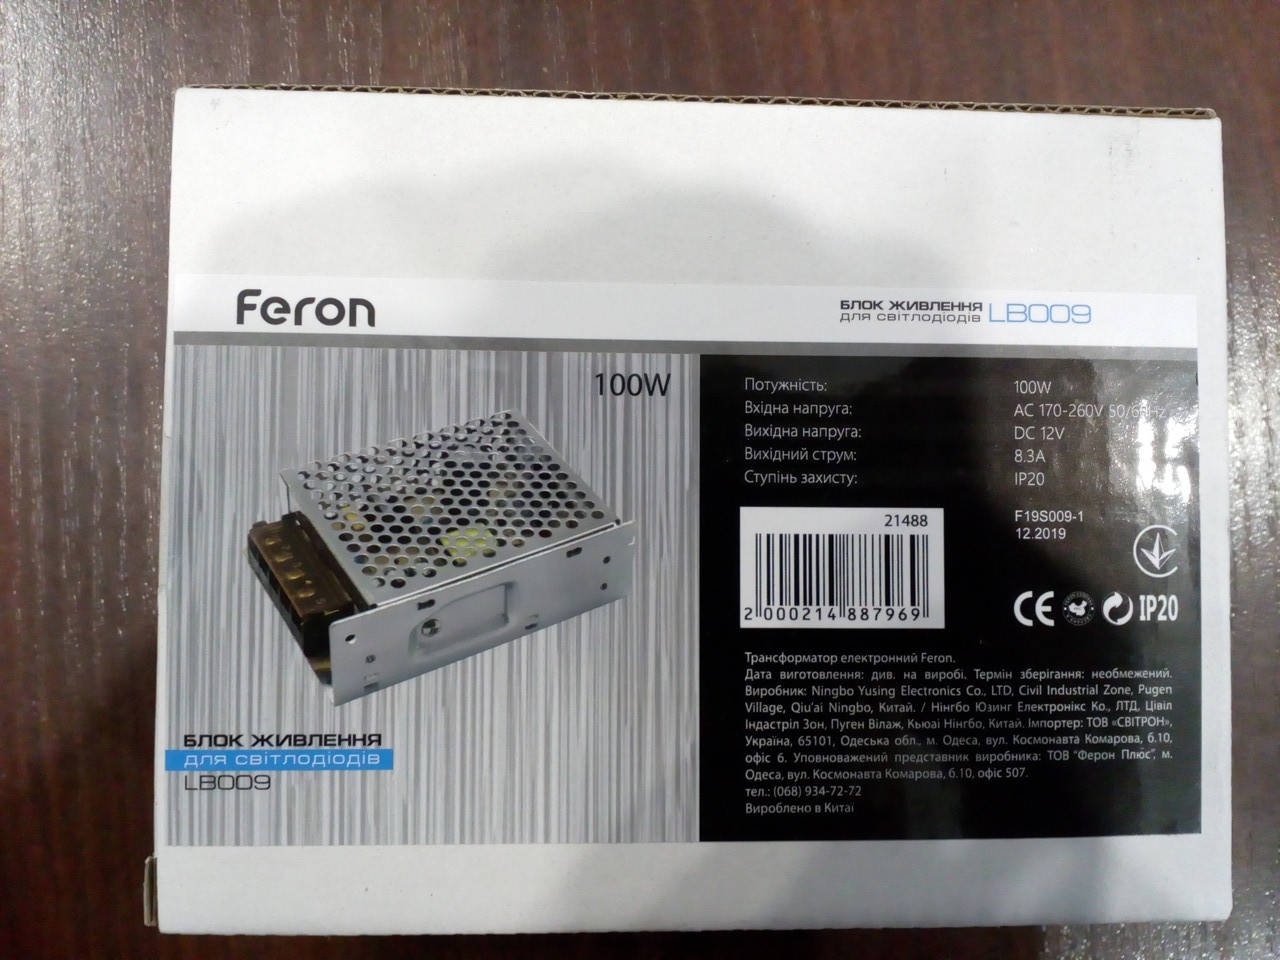 Feron
БЛОК ЖИВЛЕННЯ
ДЛЯ СВІТЛОДІОДІВ
LB009
100W
БЛОК ЖИВЛЕННЯ
ДЛЯ СВІТЛОДІОДІВ
LB009
Потужність: 100W
Вхідна напруга: AC 170-260V 50/60Hz
Вихідна напруга: DC 12V
Вихідний струм: 8.3A
Ступінь захисту: IP20
21488
2 000214 887969
F19S009-1
12.2019
CE
IP20
Трансформатор електронний Feron.
Дата виготовлення: див. на виробі. Термін зберігання: необмежений.
Виробник: Ningbo Yusing Electronics Co., LTD, Civil Industrial Zone, Pugen
Village, Qiu'ai Ningbo, Китай. / Нінгбо Юзинг Електронікс Ко., ЛТД, Цівіл
Індастріл Зон, Пуген Вілаж, Кьюаі Нінгбо, Китай. Імпортер: ТОВ «СВІТРОН»,
Україна, 65101, Одеська обл., м. Одеса, вул. Космонавта Комарова, б.10,
офіс 6. Уповноважений представник виробника: ТОВ "Ферон Плюс", м.
Одеса, вул. Космонавта Комарова, б.10, офіс 507.
тел.: (068) 934-72-72
Вироблено в Китаї